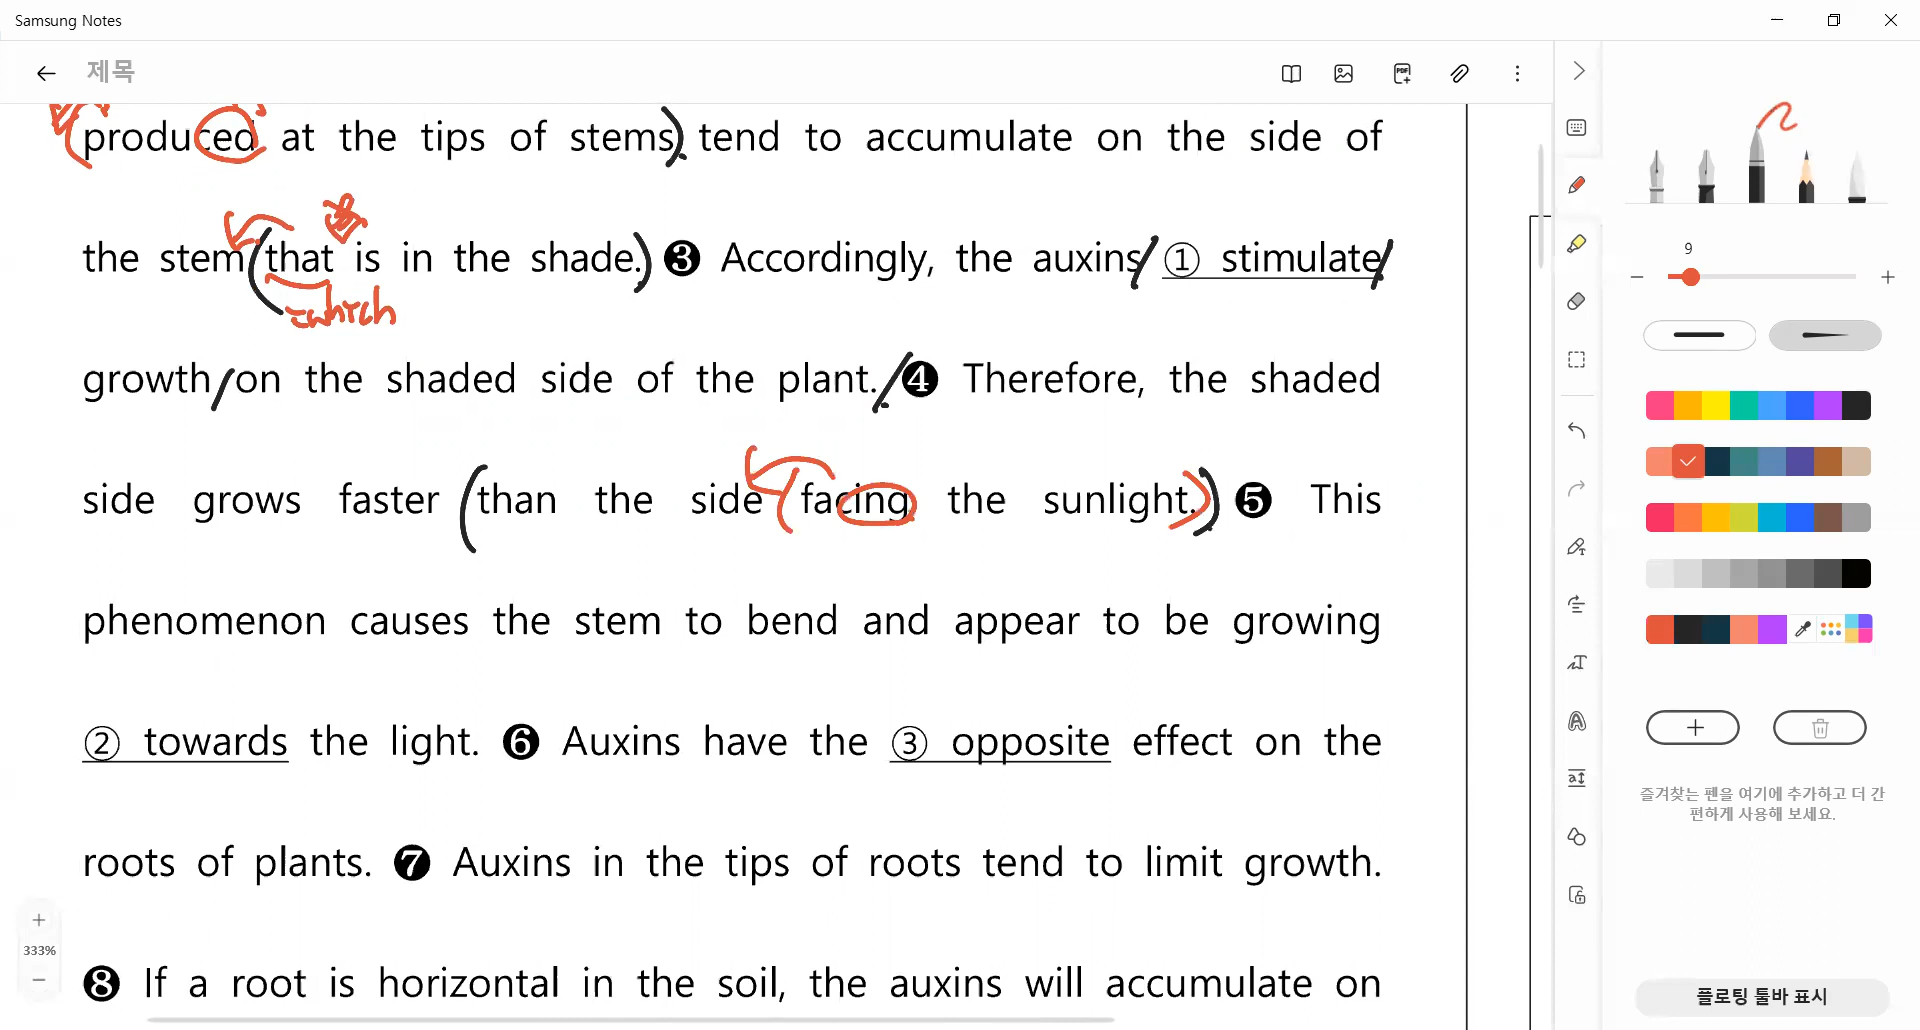 Samsung Notes
제목
produced at the tips of stems) tend to accumulate on the side of
the stem (that is in the shade.) ❸ Accordingly, the auxins / ① stimulate /
=which
growth / on the shaded side of the plant. / ❹ Therefore, the shaded
side grows faster (than the side (facing the sunlight.)) ❺ This
phenomenon causes the stem to bend and appear to be growing
② towards the light. ❻ Auxins have the ③ opposite effect on the
roots of plants. ❼ Auxins in the tips of roots tend to limit growth.
❽ If a root is horizontal in the soil, the auxins will accumulate on
333%
PDF
9
즐겨찾는 펜을 여기에 추가하고 더 간
편하게 사용해 보세요.
플로팅 툴바 표시